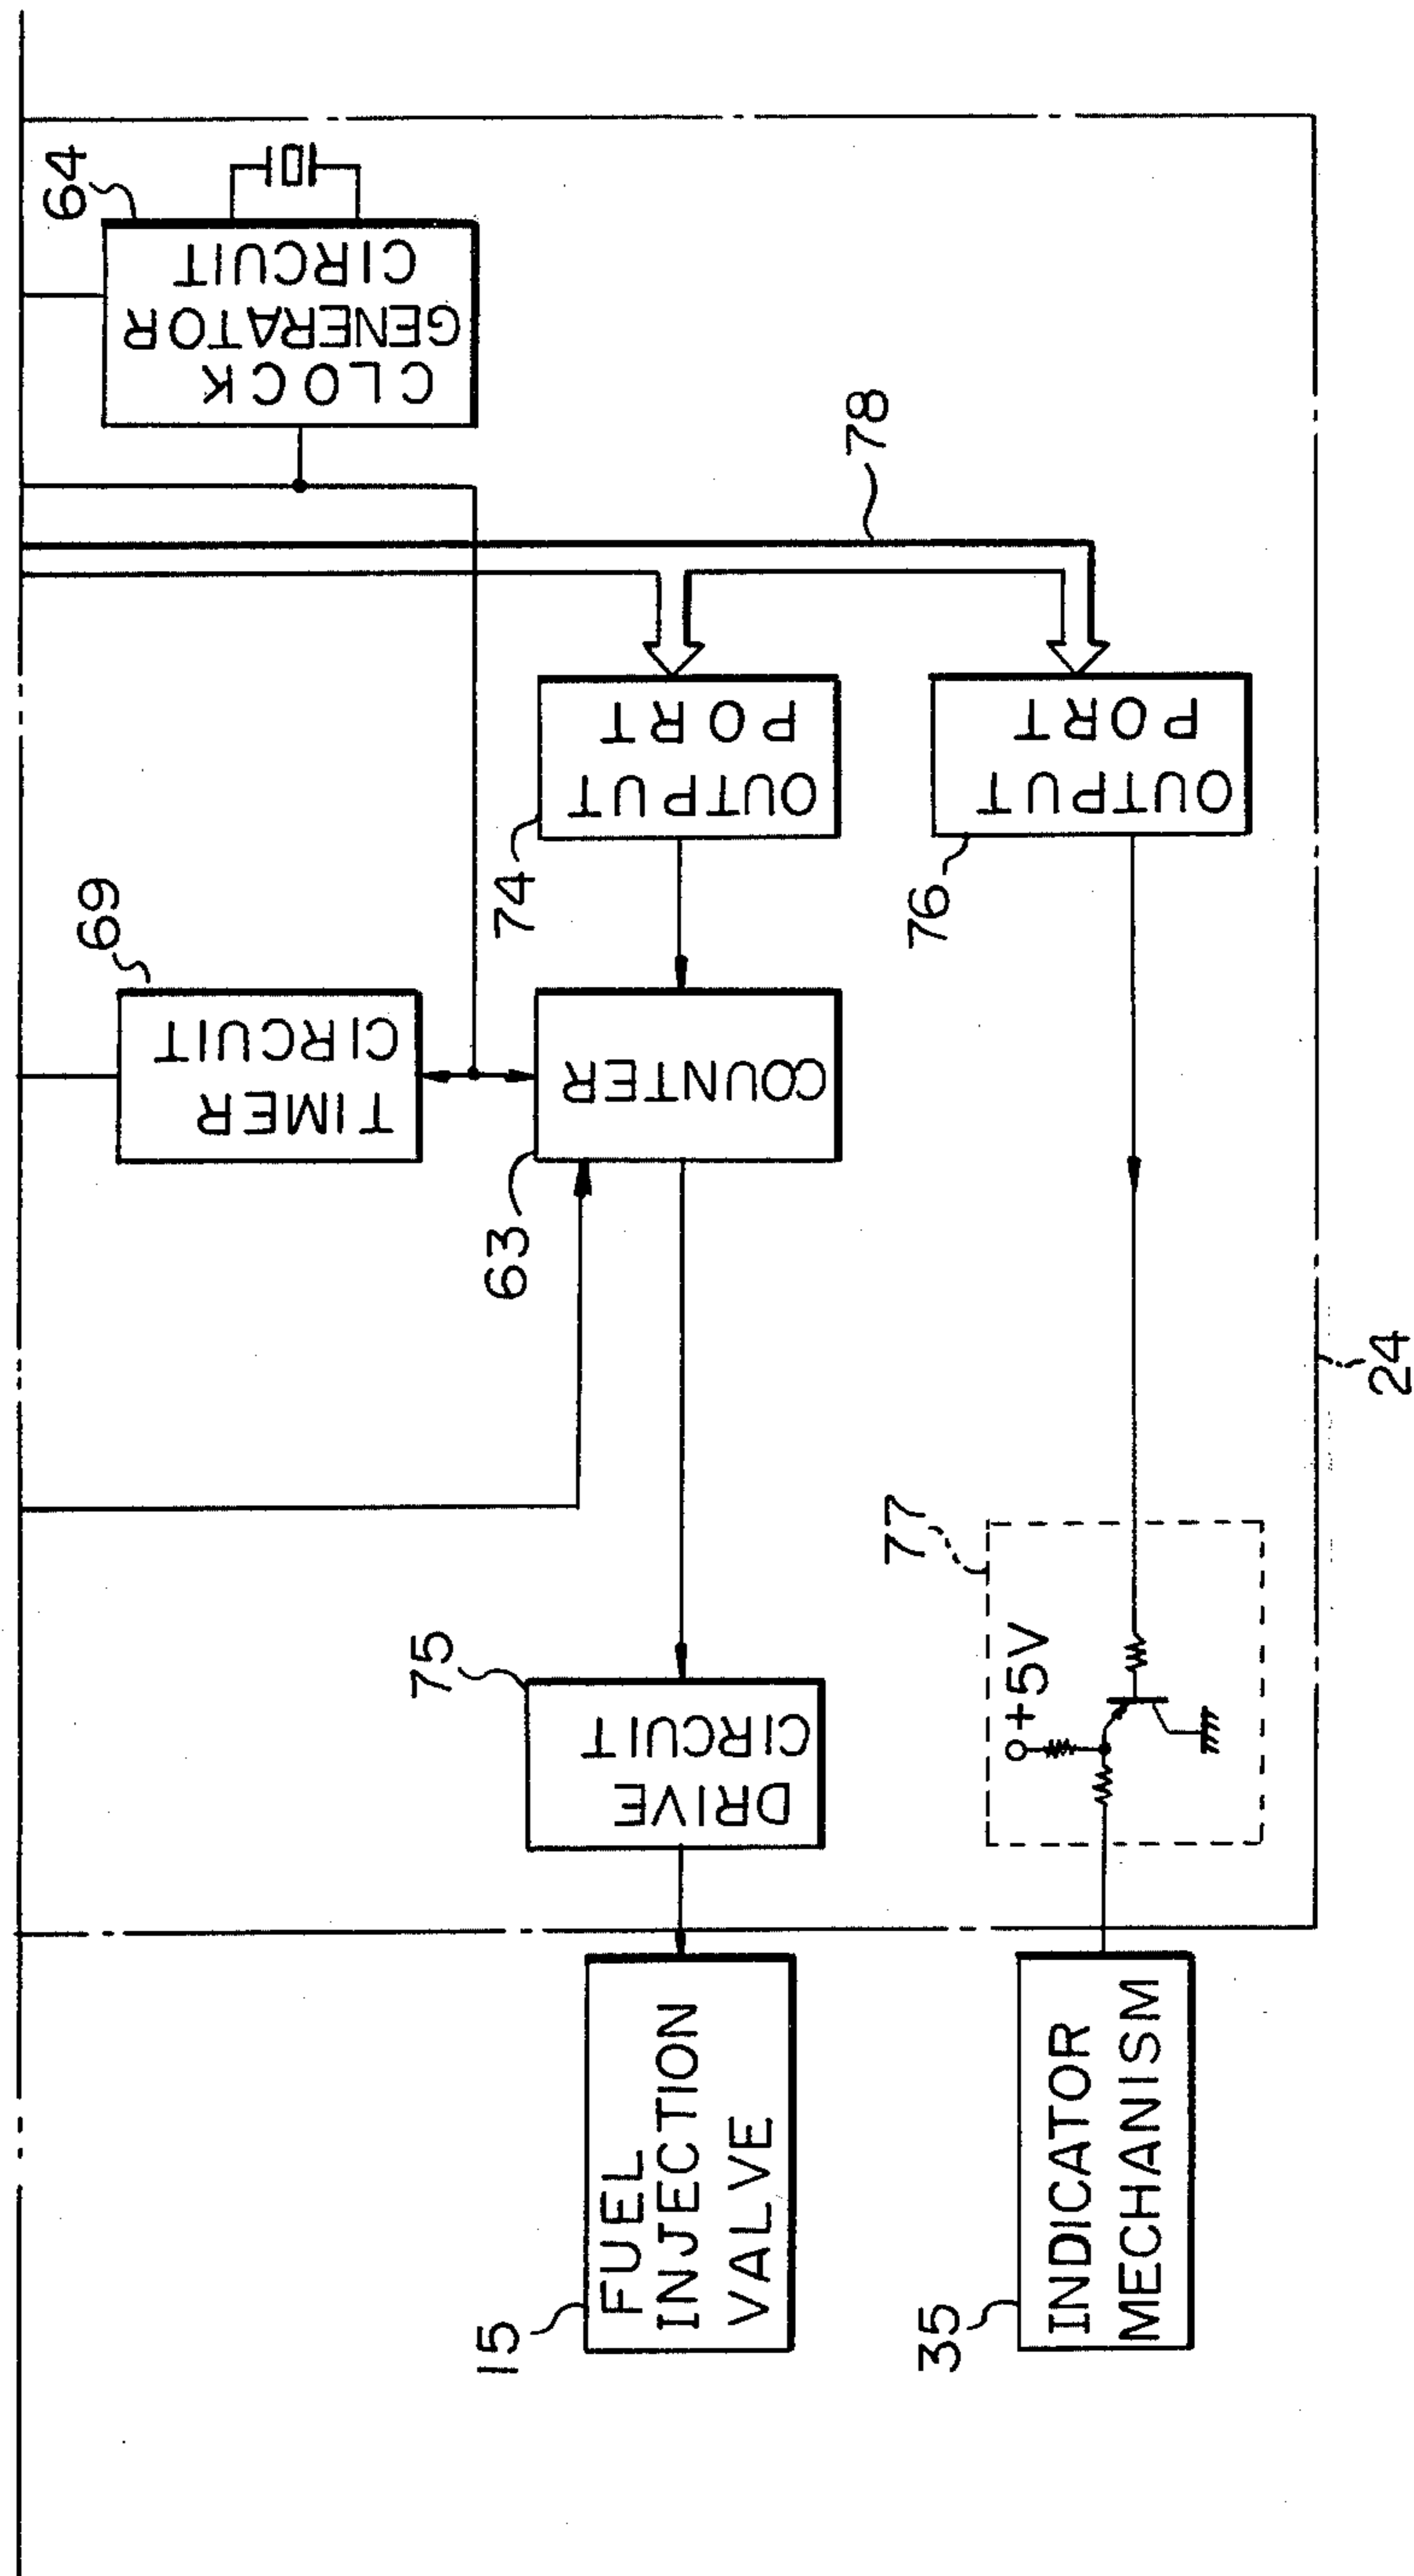 64
CLOCK
GENERATOR
CIRCUIT
78
OUTPUT
PORT
74
OUTPUT
PORT
76
69
TIMER
CIRCUIT
COUNTER
63
75
DRIVE
CIRCUIT
77
+5V
24
15
FUEL
INJECTION
VALVE
35
INDICATOR
MECHANISM